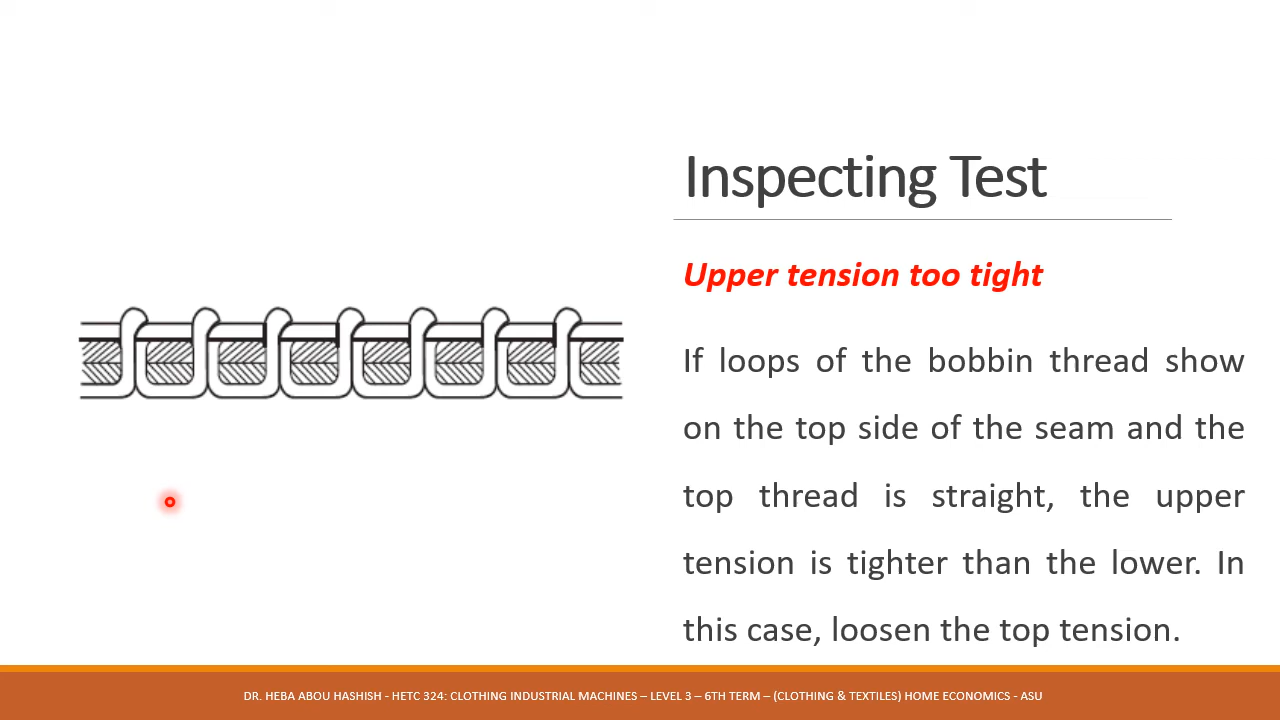 Inspecting Test
Upper tension too tight
If loops of the bobbin thread show
on the top side of the seam and the
top thread is straight, the upper
tension is tighter than the lower. In
this case, loosen the top tension.
DR. HEBA ABOU HASHISH - HETC 324: CLOTHING INDUSTRIAL MACHINES – LEVEL 3 – 6TH TERM – (CLOTHING & TEXTILES) HOME ECONOMICS - ASU